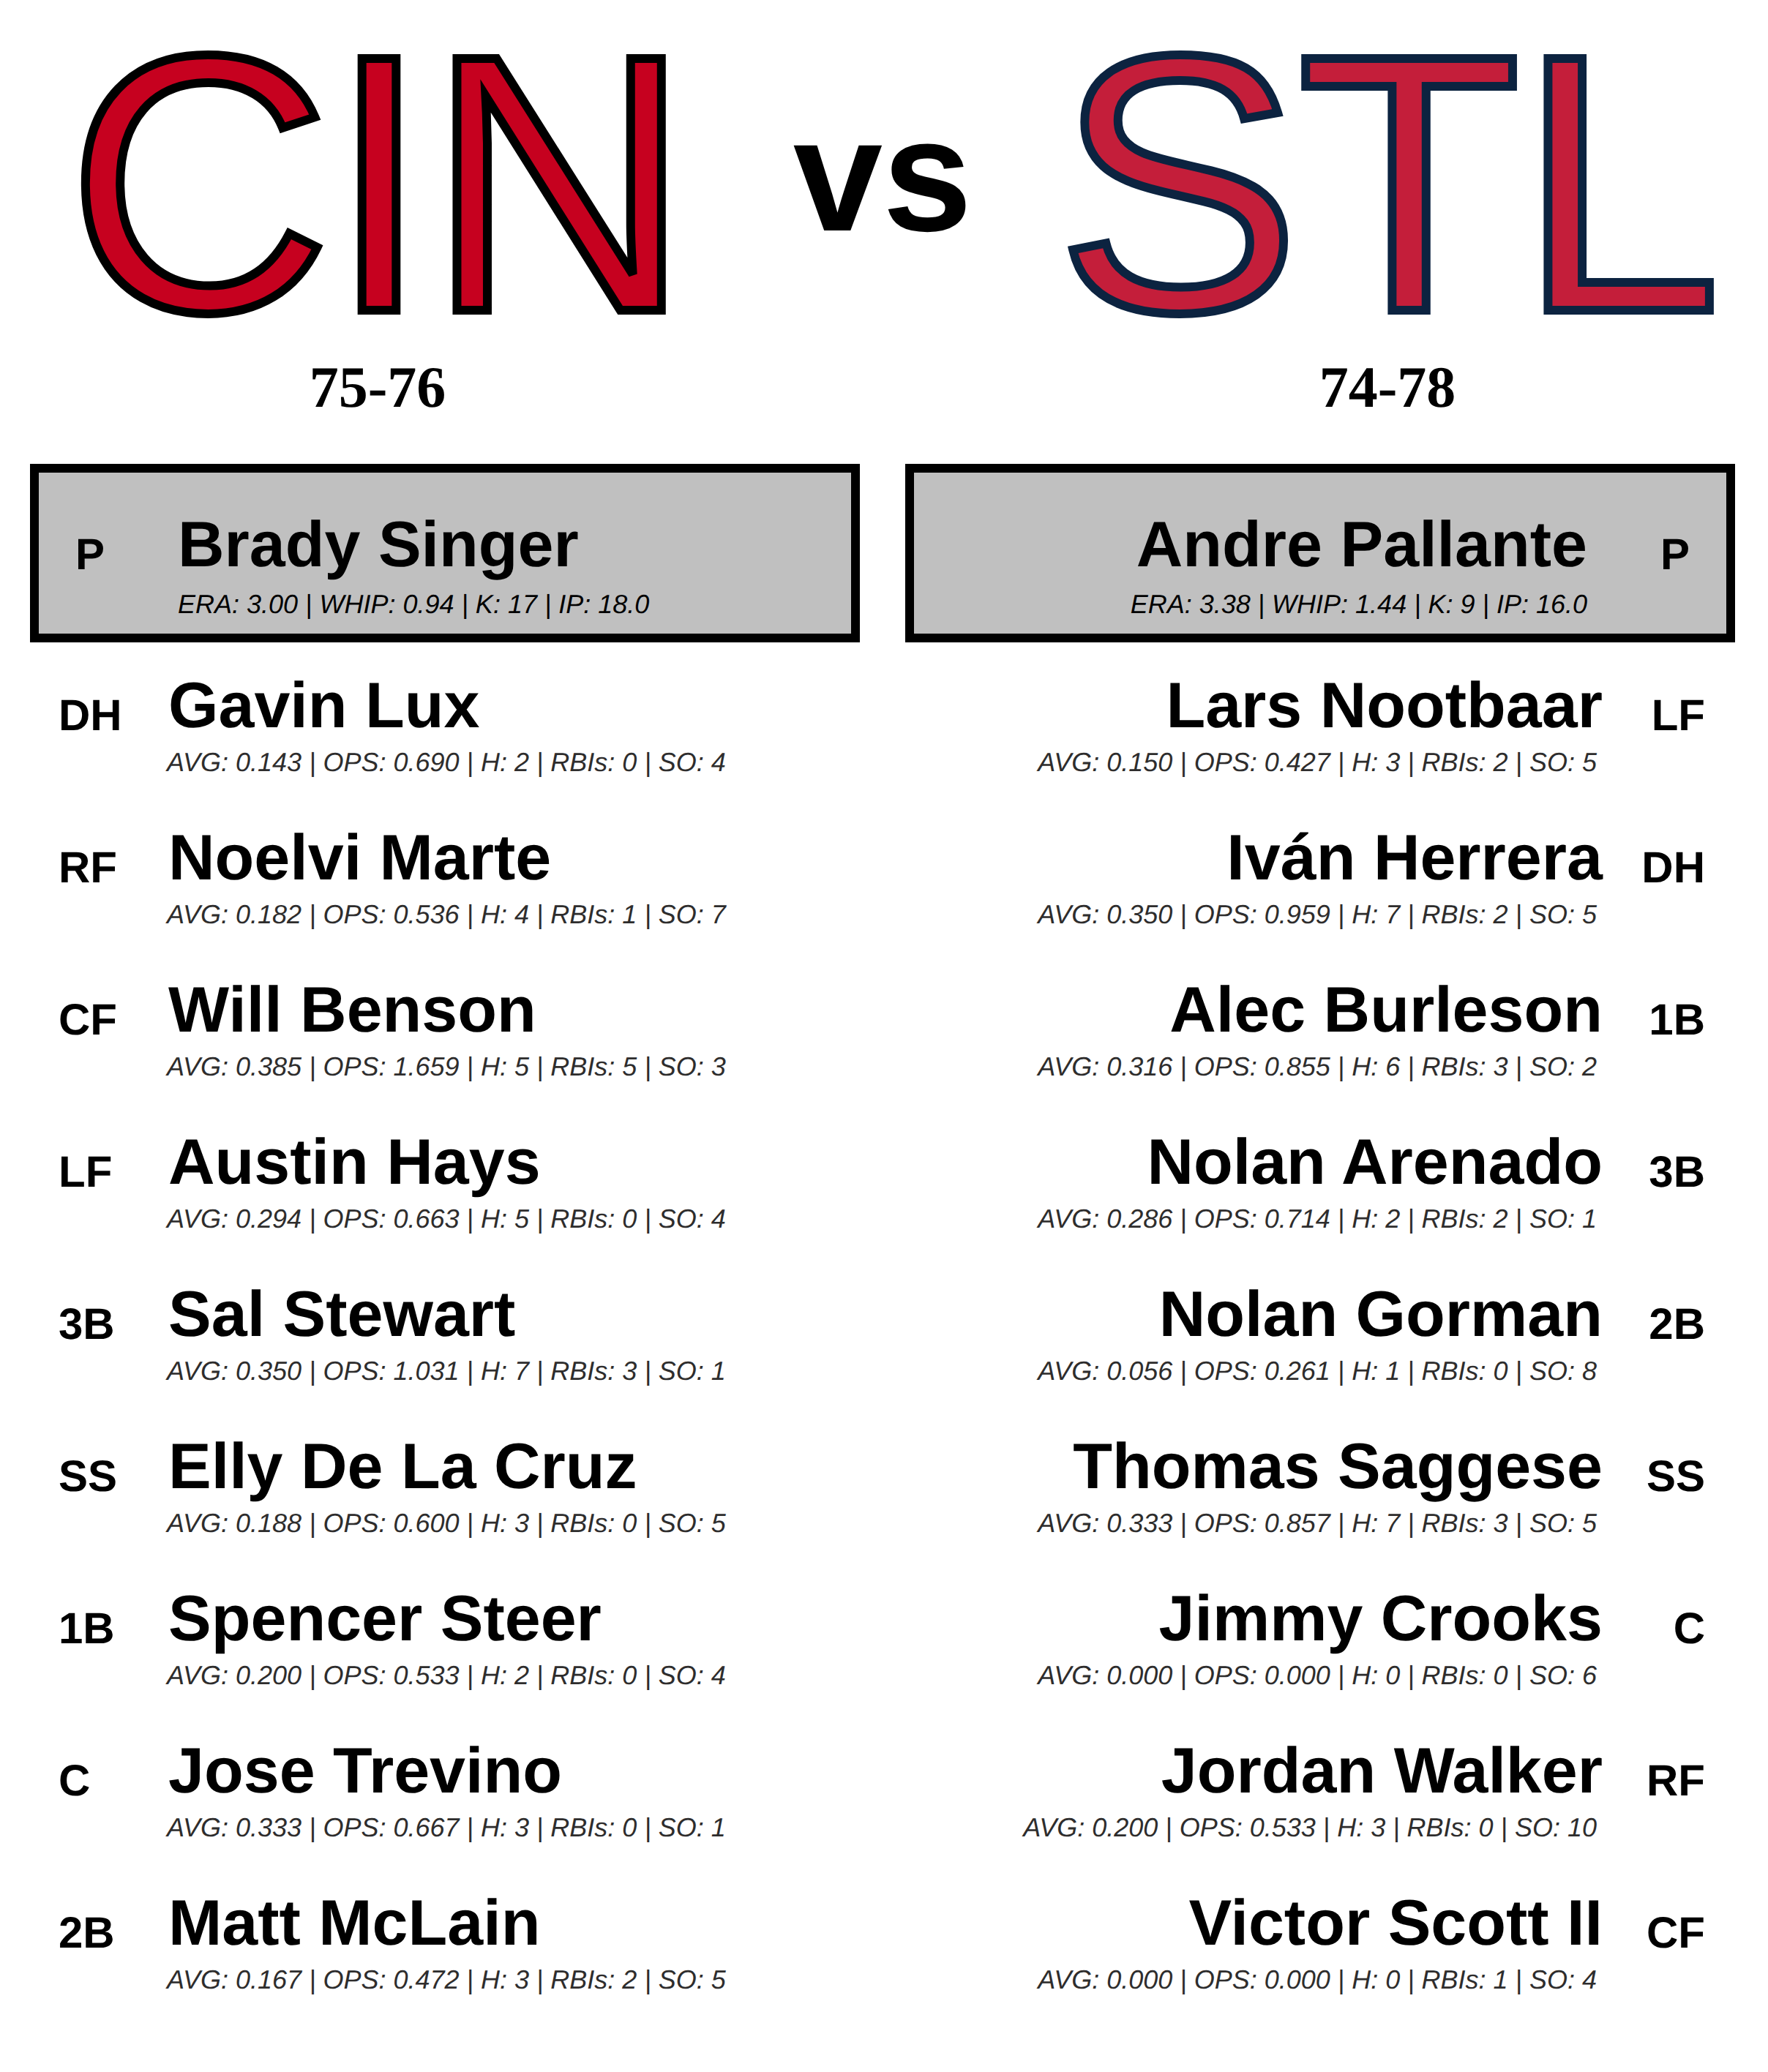 CIN vs STL
75-76 74-78
P Brady Singer
ERA: 3.00 | WHIP: 0.94 | K: 17 | IP: 18.0
Andre Pallante P
ERA: 3.38 | WHIP: 1.44 | K: 9 | IP: 16.0
DH Gavin Lux
AVG: 0.143 | OPS: 0.690 | H: 2 | RBIs: 0 | SO: 4
RF Noelvi Marte
AVG: 0.182 | OPS: 0.536 | H: 4 | RBIs: 1 | SO: 7
CF Will Benson
AVG: 0.385 | OPS: 1.659 | H: 5 | RBIs: 5 | SO: 3
LF Austin Hays
AVG: 0.294 | OPS: 0.663 | H: 5 | RBIs: 0 | SO: 4
3B Sal Stewart
AVG: 0.350 | OPS: 1.031 | H: 7 | RBIs: 3 | SO: 1
SS Elly De La Cruz
AVG: 0.188 | OPS: 0.600 | H: 3 | RBIs: 0 | SO: 5
1B Spencer Steer
AVG: 0.200 | OPS: 0.533 | H: 2 | RBIs: 0 | SO: 4
C Jose Trevino
AVG: 0.333 | OPS: 0.667 | H: 3 | RBIs: 0 | SO: 1
2B Matt McLain
AVG: 0.167 | OPS: 0.472 | H: 3 | RBIs: 2 | SO: 5
Lars Nootbaar LF
AVG: 0.150 | OPS: 0.427 | H: 3 | RBIs: 2 | SO: 5
Iván Herrera DH
AVG: 0.350 | OPS: 0.959 | H: 7 | RBIs: 2 | SO: 5
Alec Burleson 1B
AVG: 0.316 | OPS: 0.855 | H: 6 | RBIs: 3 | SO: 2
Nolan Arenado 3B
AVG: 0.286 | OPS: 0.714 | H: 2 | RBIs: 2 | SO: 1
Nolan Gorman 2B
AVG: 0.056 | OPS: 0.261 | H: 1 | RBIs: 0 | SO: 8
Thomas Saggese SS
AVG: 0.333 | OPS: 0.857 | H: 7 | RBIs: 3 | SO: 5
Jimmy Crooks C
AVG: 0.000 | OPS: 0.000 | H: 0 | RBIs: 0 | SO: 6
Jordan Walker RF
AVG: 0.200 | OPS: 0.533 | H: 3 | RBIs: 0 | SO: 10
Victor Scott II CF
AVG: 0.000 | OPS: 0.000 | H: 0 | RBIs: 1 | SO: 4